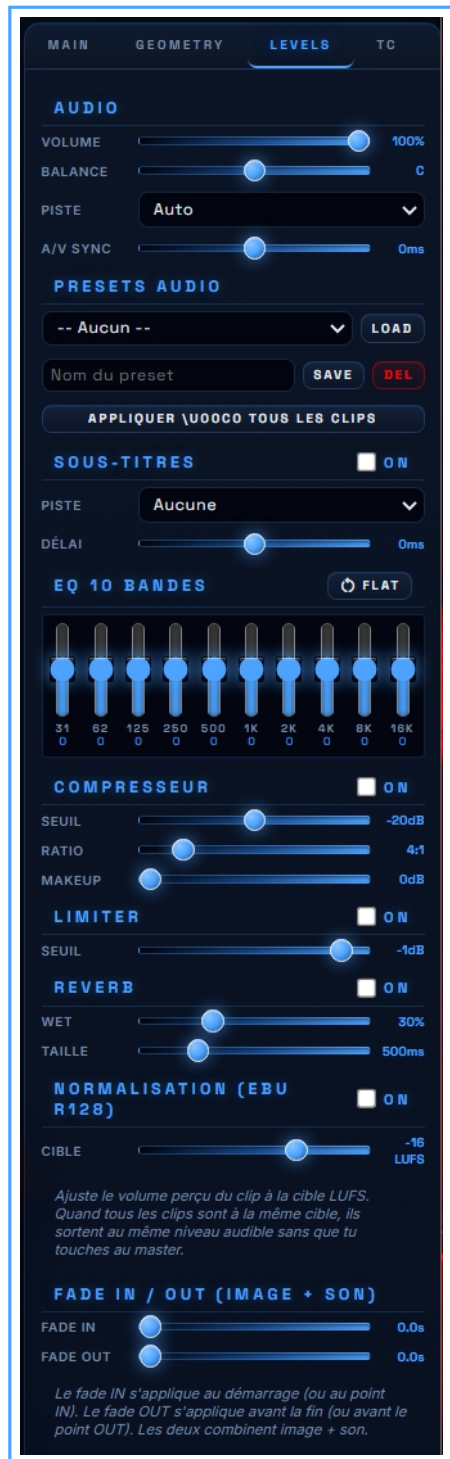 MAIN GEOMETRY LEVELS TC
AUDIO
VOLUME 100%
BALANCE C
PISTE Auto
A/V SYNC 0ms
PRESETS AUDIO
-- Aucun -- LOAD
Nom du preset SAVE DEL
APPLIQUER \U00C0 TOUS LES CLIPS
SOUS-TITRES ON
PISTE Aucune
DÉLAI 0ms
EQ 10 BANDES FLAT
31 62 125 250 500 1K 2K 4K 8K 16K
0 0 0 0 0 0 0 0 0 0
COMPRESSEUR ON
SEUIL -20dB
RATIO 4:1
MAKEUP 0dB
LIMITER ON
SEUIL -1dB
REVERB ON
WET 30%
TAILLE 500ms
NORMALISATION (EBU
R128) ON
CIBLE -16
LUFS
Ajuste le volume perçu du clip à la cible LUFS.
Quand tous les clips sont à la même cible, ils
sortent au même niveau audible sans que tu
touches au master.
FADE IN / OUT (IMAGE + SON)
FADE IN 0.0s
FADE OUT 0.0s
Le fade IN s'applique au démarrage (ou au point
IN). Le fade OUT s'applique avant la fin (ou avant le
point OUT). Les deux combinent image + son.